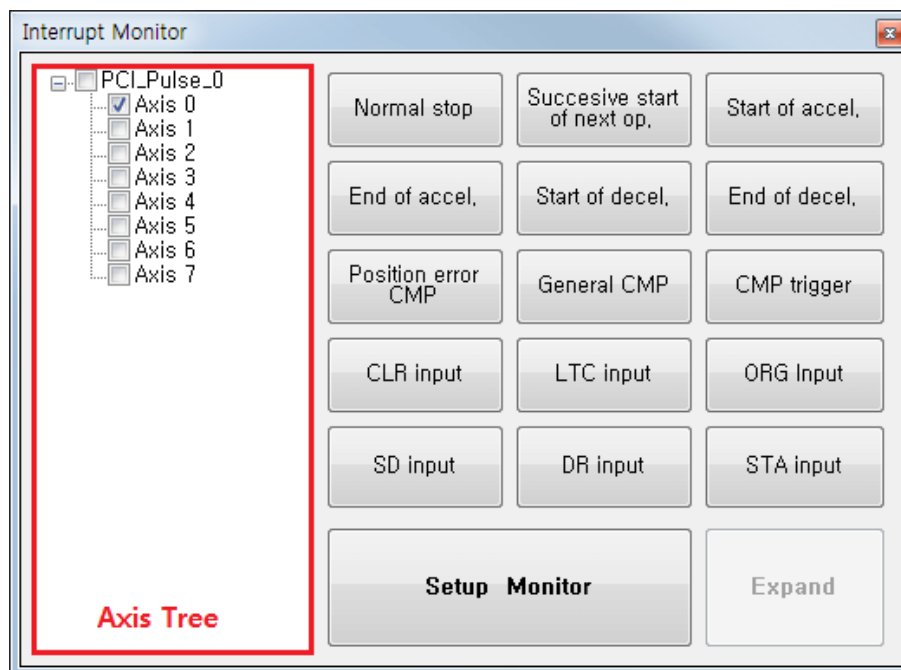 Interrupt Monitor
PCI_Pulse_0
Axis 0
Axis 1
Axis 2
Axis 3
Axis 4
Axis 5
Axis 6
Axis 7
Axis Tree
Normal stop
Succesive start
of next op,
Start of accel,
End of accel,
Start of decel,
End of decel,
Position error
CMP
General CMP
CMP trigger
CLR input
LTC input
ORG Input
SD input
DR input
STA input
Setup Monitor
Expand